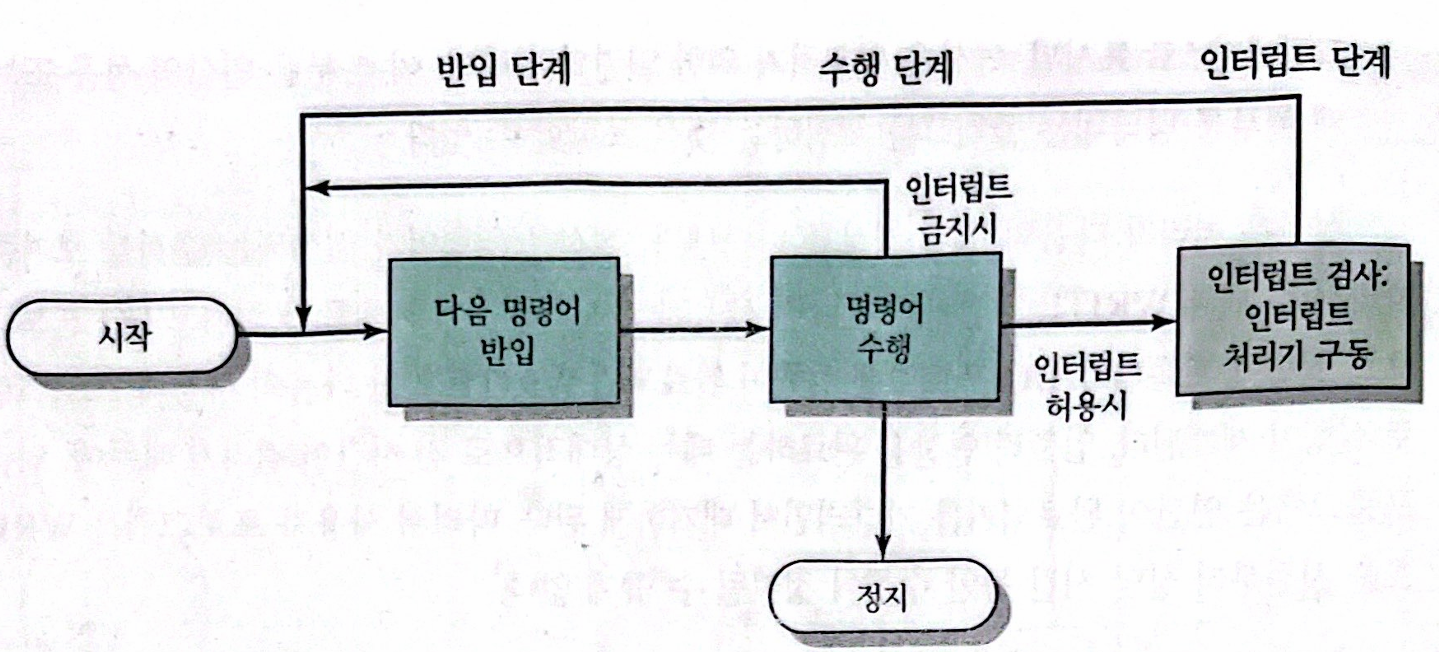 반입 단계
수행 단계
인터럽트 단계
인터럽트
금지시
시작
다음 명령어
반입
명령어
수행
인터럽트
허용시
인터럽트 검사:
인터럽트
처리기 구동
정지